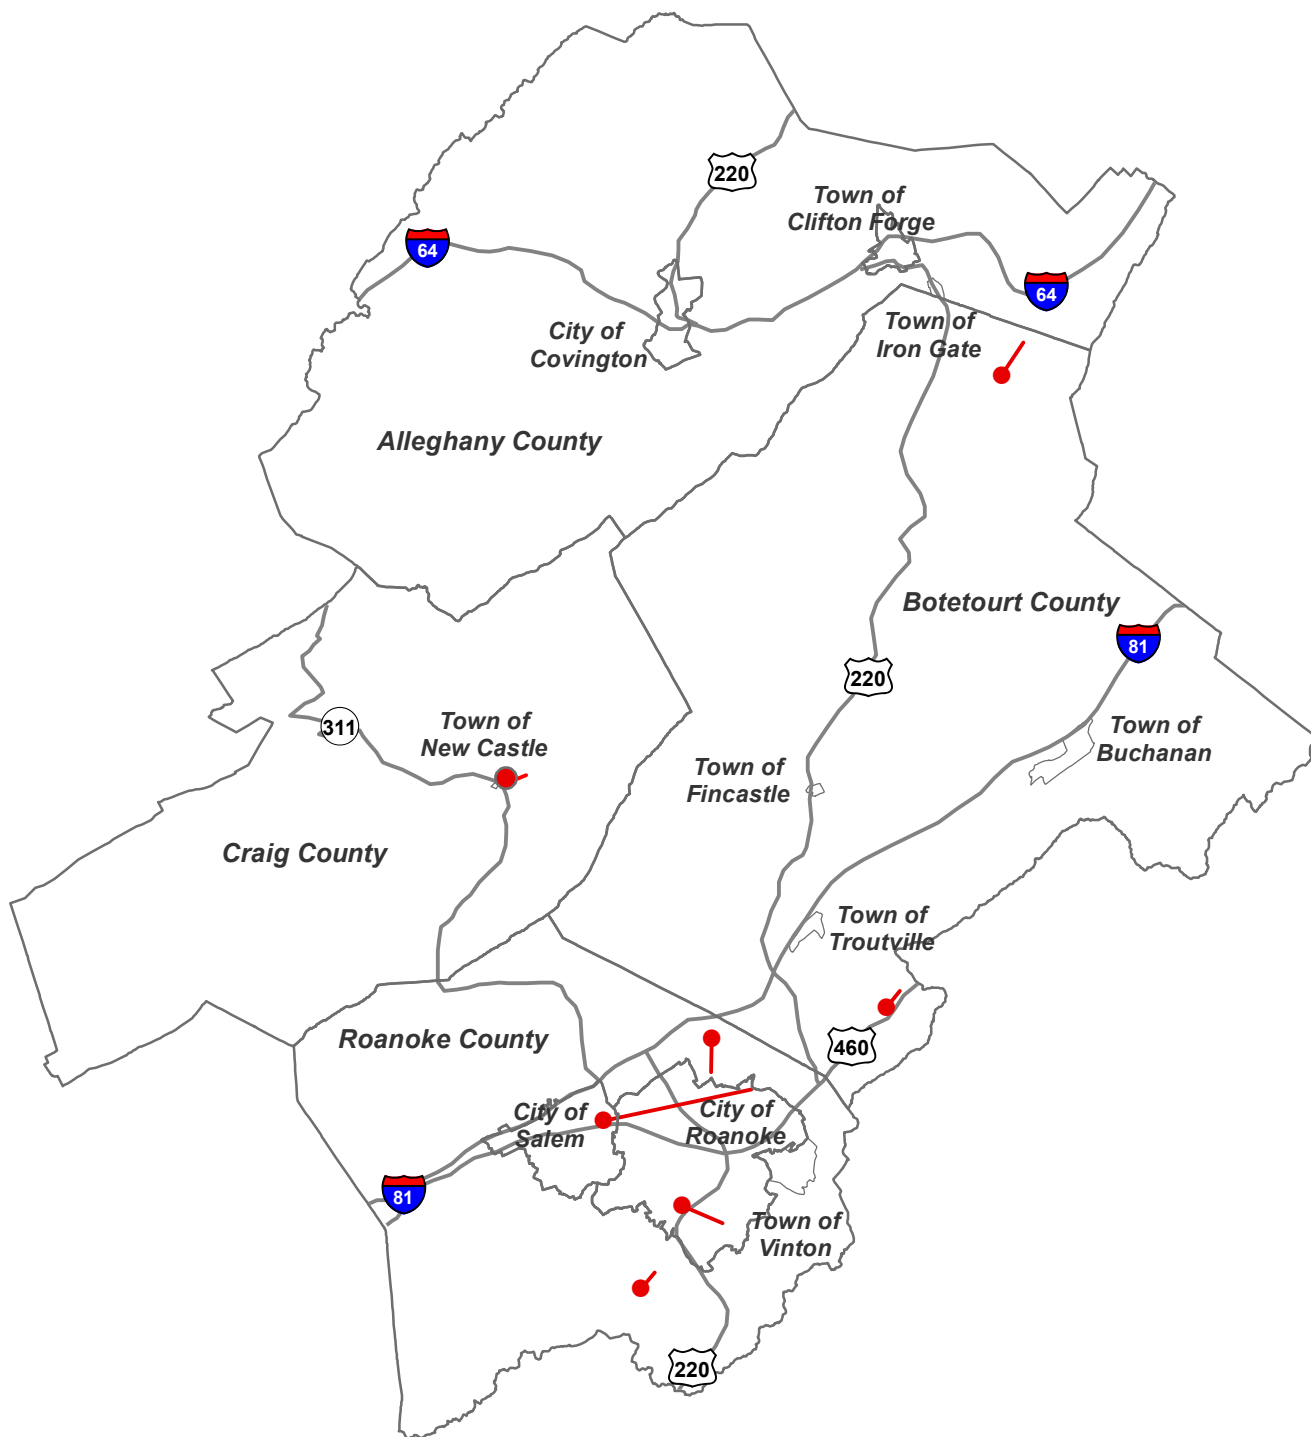 220
Town of
Clifton Forge
64
64
Town of
Iron Gate
City of
Covington
Alleghany County
Botetourt County
81
220
311
Town of
New Castle
Town of
Buchanan
Town of
Fincastle
Craig County
Town of
Troutville
Roanoke County
460
City of
Salem
City of
Roanoke
81
Town of
Vinton
220